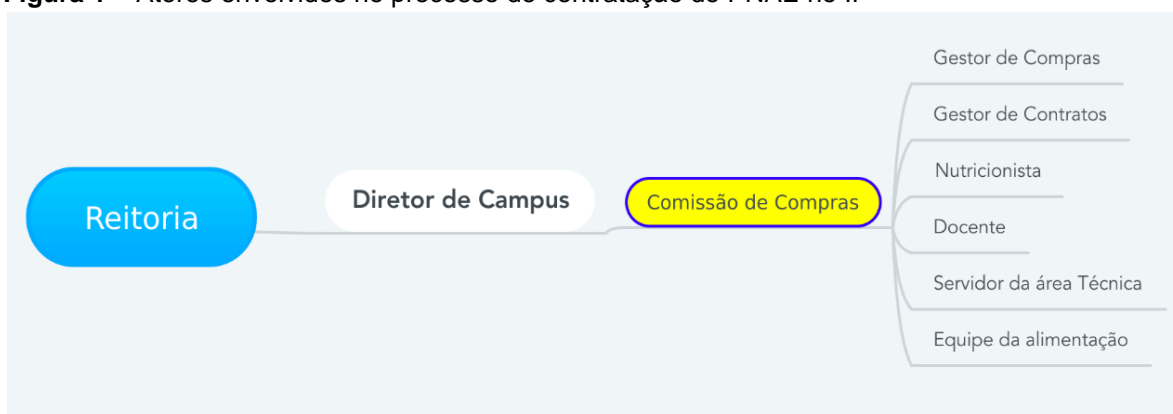 Reitoria
Diretor de Campus
Comissão de Compras
Gestor de Compras
Gestor de Contratos
Nutricionista
Docente
Servidor da área Técnica
Equipe da alimentação